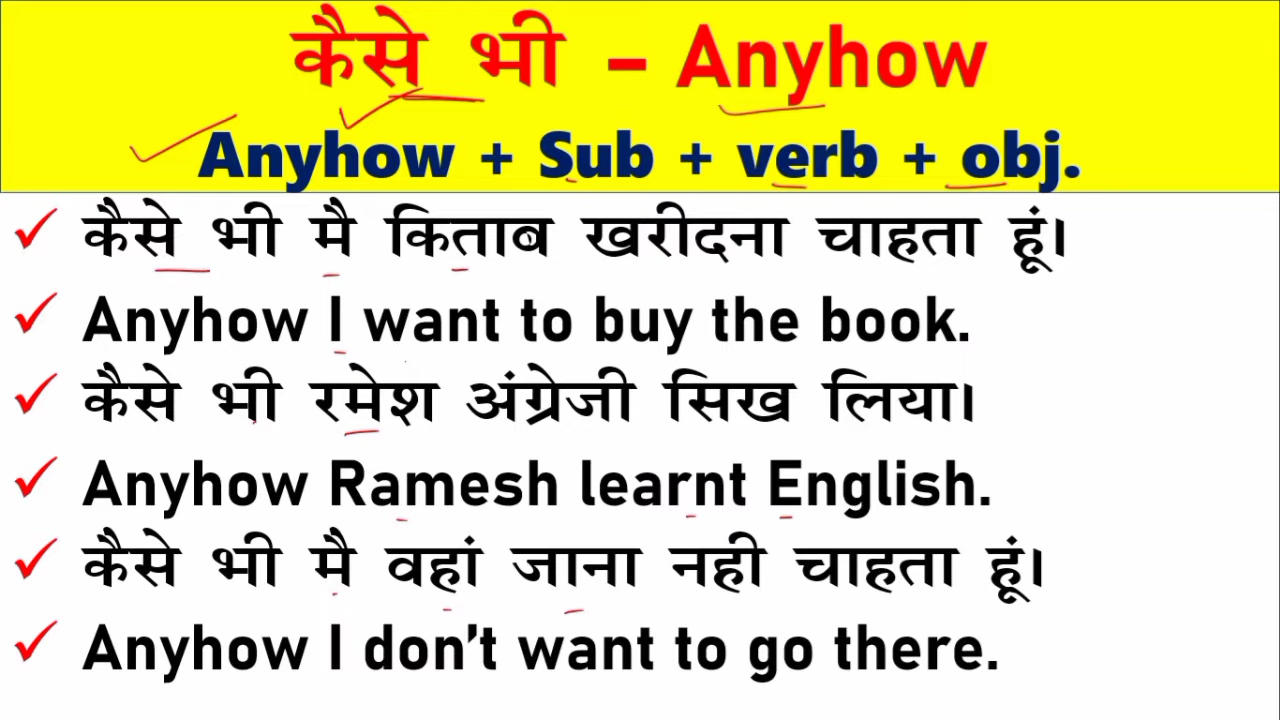 कैसे भी – Anyhow
Anyhow + Sub + verb + obj.
कैसे भी मै किताब खरीदना चाहता हूं।
Anyhow I want to buy the book.
कैसे भी रमेश अंग्रेजी सिख लिया।
Anyhow Ramesh learnt English.
कैसे भी मै वहां जाना नही चाहता हूं।
Anyhow I don’t want to go there.